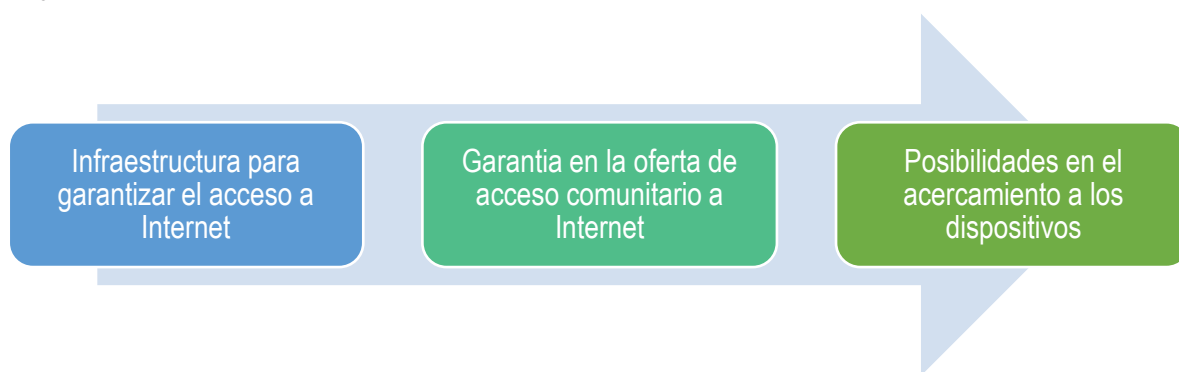 Infraestructura para
garantizar el acceso a
Internet
Garantia en la oferta de
acceso comunitario a
Internet
Posibilidades en el
acercamiento a los
dispositivos